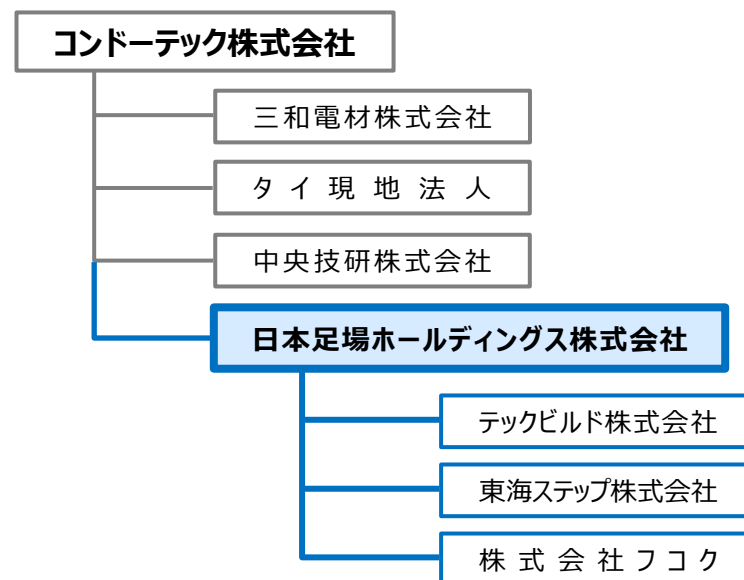 コンドーテック株式会社
三和電材株式会社
タイ現地法人
中央技研株式会社
日本足場ホールディングス株式会社
テックビルド株式会社
東海ステップ株式会社
株式会社フコク